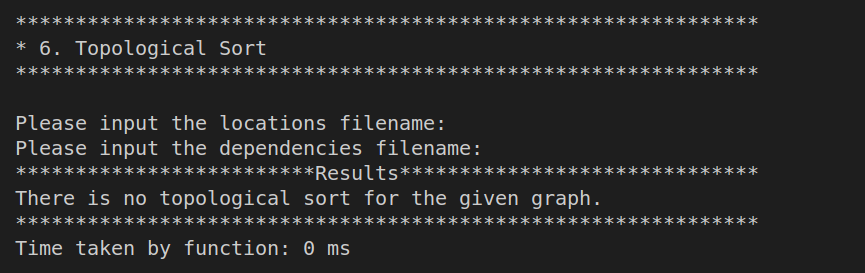 **************************************************************
* 6. Topological Sort
**************************************************************
Please input the locations filename:
Please input the dependencies filename:
*************************Results******************************
There is no topological sort for the given graph.
**************************************************************
Time taken by function: 0 ms